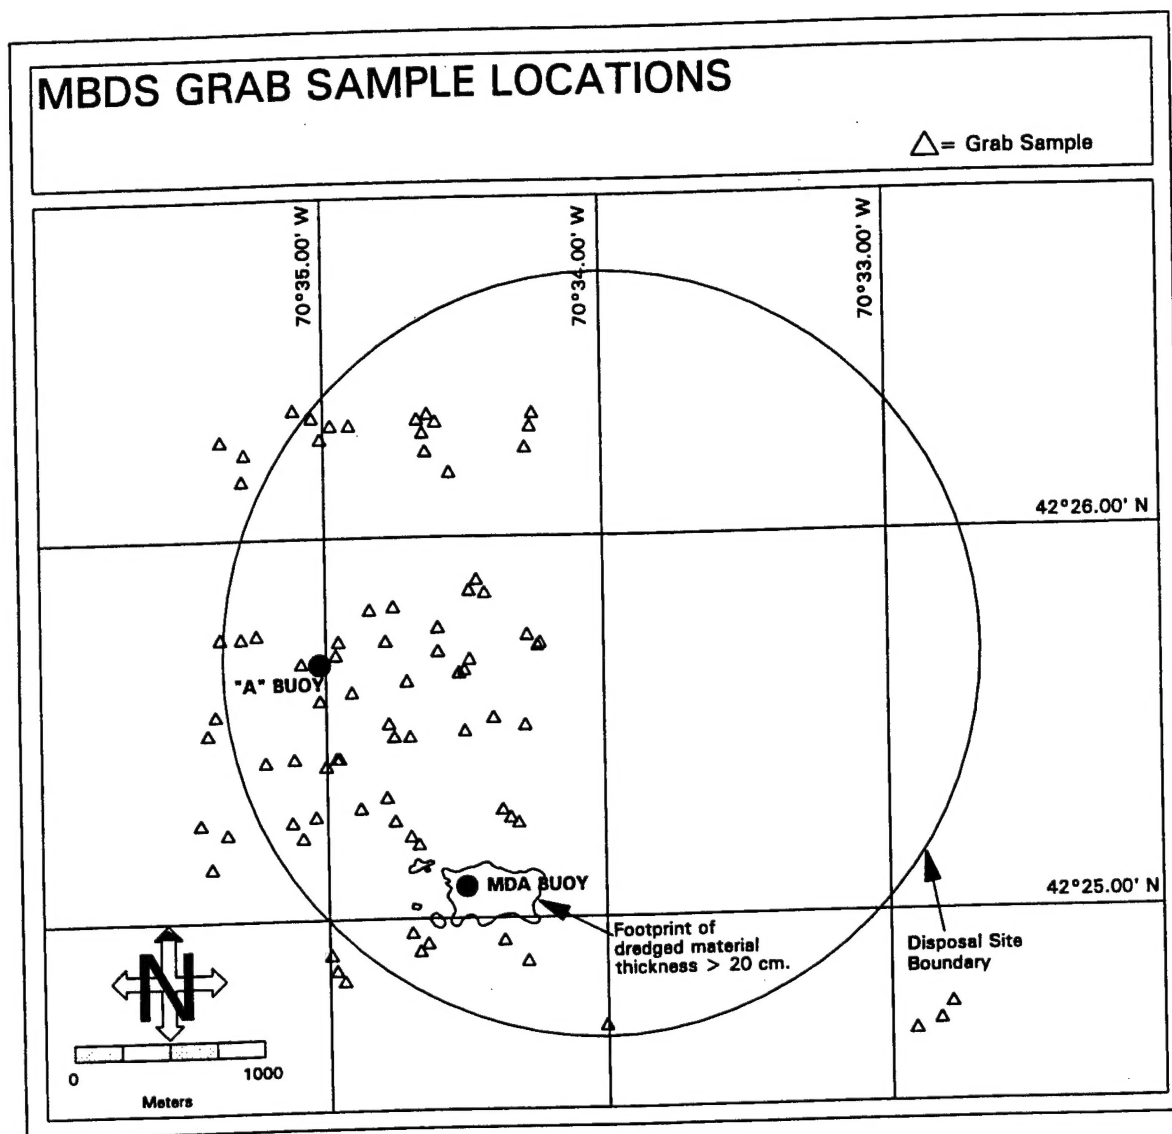 MBDS GRAB SAMPLE LOCATIONS
△= Grab Sample
70°35.00' W
70°34.00' W
70°33.00' W
42°26.00' N
"A" BUOY
MDA BUOY
42°25.00' N
Footprint of
dredged material
thickness > 20 cm.
Disposal Site
Boundary
N
0
1000
Meters